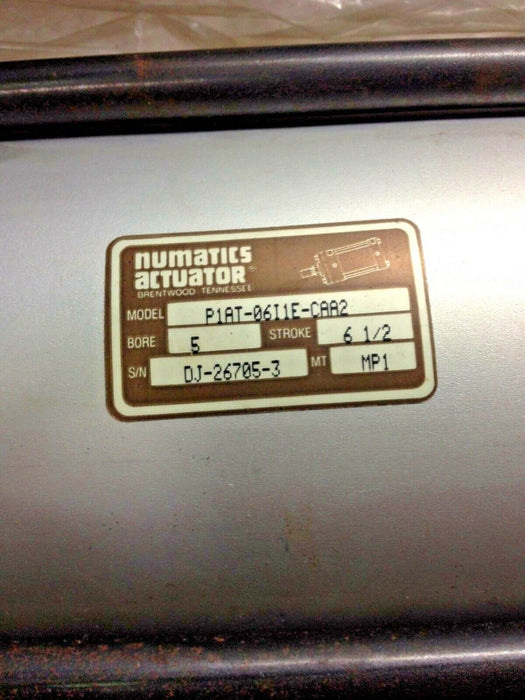 numatics
actuator®
BRENTWOOD TENNESSEE
MODEL P1AT-06I1E-CAA2
BORE 5 STROKE 6 1/2
S/N DJ-26705-3 MT MP1